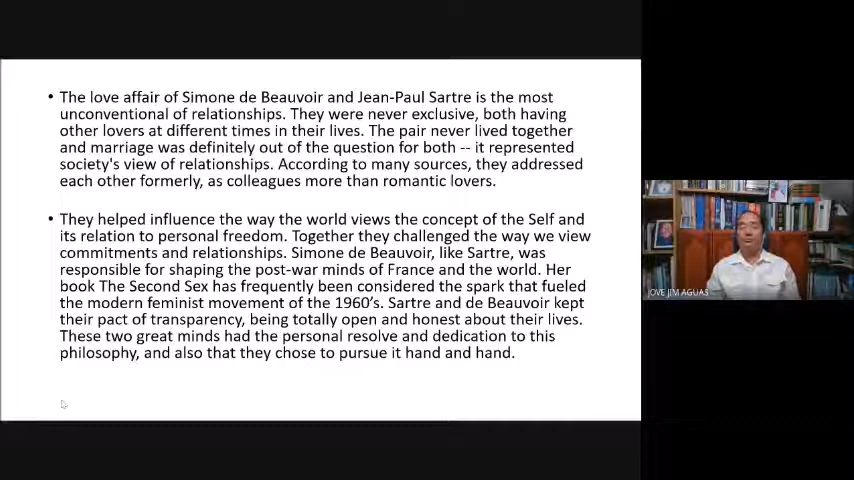 • The love affair of Simone de Beauvoir and Jean-Paul Sartre is the most
unconventional of relationships. They were never exclusive, both having
other lovers at different times in their lives. The pair never lived together
and marriage was definitely out of the question for both -- it represented
society's view of relationships. According to many sources, they addressed
each other formerly, as colleagues more than romantic lovers.
• They helped influence the way the world views the concept of the Self and
its relation to personal freedom. Together they challenged the way we view
commitments and relationships. Simone de Beauvoir, like Sartre, was
responsible for shaping the post-war minds of France and the world. Her
book The Second Sex has frequently been considered the spark that fueled
the modern feminist movement of the 1960's. Sartre and de Beauvoir kept
their pact of transparency, being totally open and honest about their lives.
These two great minds had the personal resolve and dedication to this
philosophy, and also that they chose to pursue it hand and hand.
JOVE JIM AGUAS